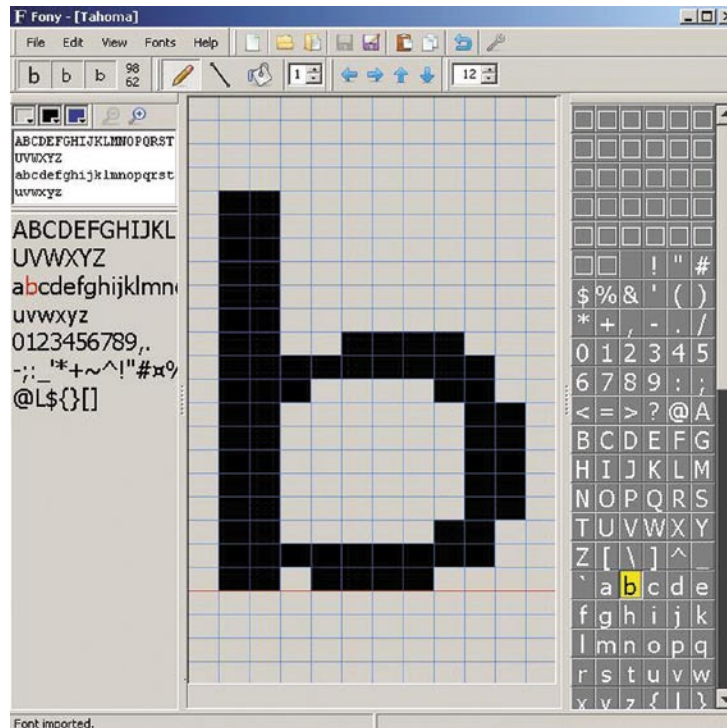 Fony - [Tahoma]
File Edit View Fonts Help
b b b 98 62 1 12
ABCDEFGHIJKLMNOPQRST
UVWXYZ
abcdefghijklmnopqrst
uvwxyz
ABCDEFGHIJKL
UVWXYZ
abcdefghijklmn
uvwxyz
0123456789,.
-;:_'*+~^!"#¤%
@L${}[]
b
! " #
$ % & ' ( )
* + , - . /
0 1 2 3 4 5
6 7 8 9 : ;
< = > ? @ A
B C D E F G
H I J K L M
N O P Q R S
T U V W X Y
Z [ \ ] ^ _
` a b c d e
f g h i j k
l m n o p q
r s t u v w
x y z { | }
Font imported.